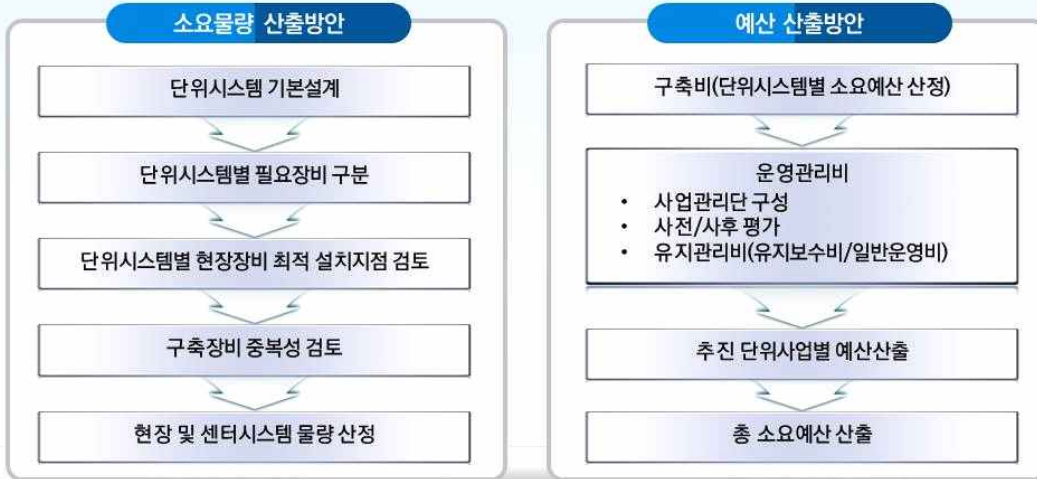 소요물량 산출방안
단위시스템 기본설계
단위시스템별 필요장비 구분
단위시스템별 현장장비 최적 설치지점 검토
구축장비 중복성 검토
현장 및 센터시스템 물량 산정
예산 산출방안
구축비(단위시스템별 소요예산 산정)
운영관리비
• 사업관리단 구성
• 사전/사후 평가
• 유지관리비(유지보수비/일반운영비)
추진 단위사업별 예산산출
총 소요예산 산출